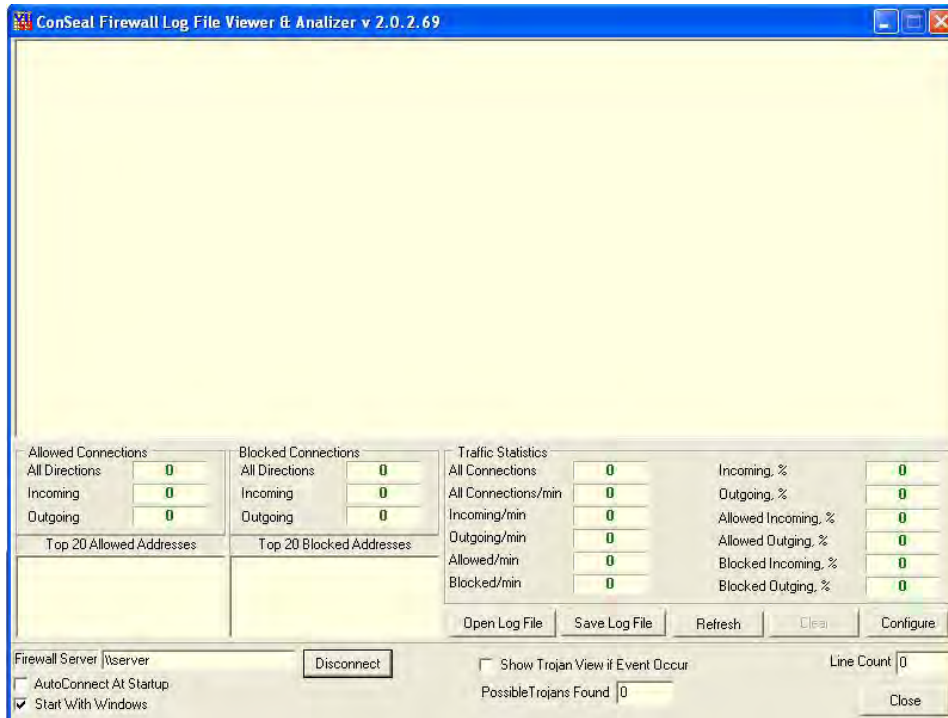 ConSeal Firewall Log File Viewer & Analizer v 2.0.2.69
Allowed Connections
All Directions 0
Incoming 0
Outgoing 0
Blocked Connections
All Directions 0
Incoming 0
Outgoing 0
Traffic Statistics
All Connections 0
All Connections/min 0
Incoming/min 0
Outgoing/min 0
Allowed/min 0
Blocked/min 0
Incoming, % 0
Outgoing, % 0
Allowed Incoming, % 0
Allowed Outging, % 0
Blocked Incoming, % 0
Blocked Outging, % 0
Top 20 Allowed Addresses
Top 20 Blocked Addresses
Open Log File
Save Log File
Refresh
Clear
Configure
Firewall Server \\server
Disconnect
AutoConnect At Startup
Start With Windows
Show Trojan View if Event Occur
PossibleTrojans Found 0
Line Count 0
Close